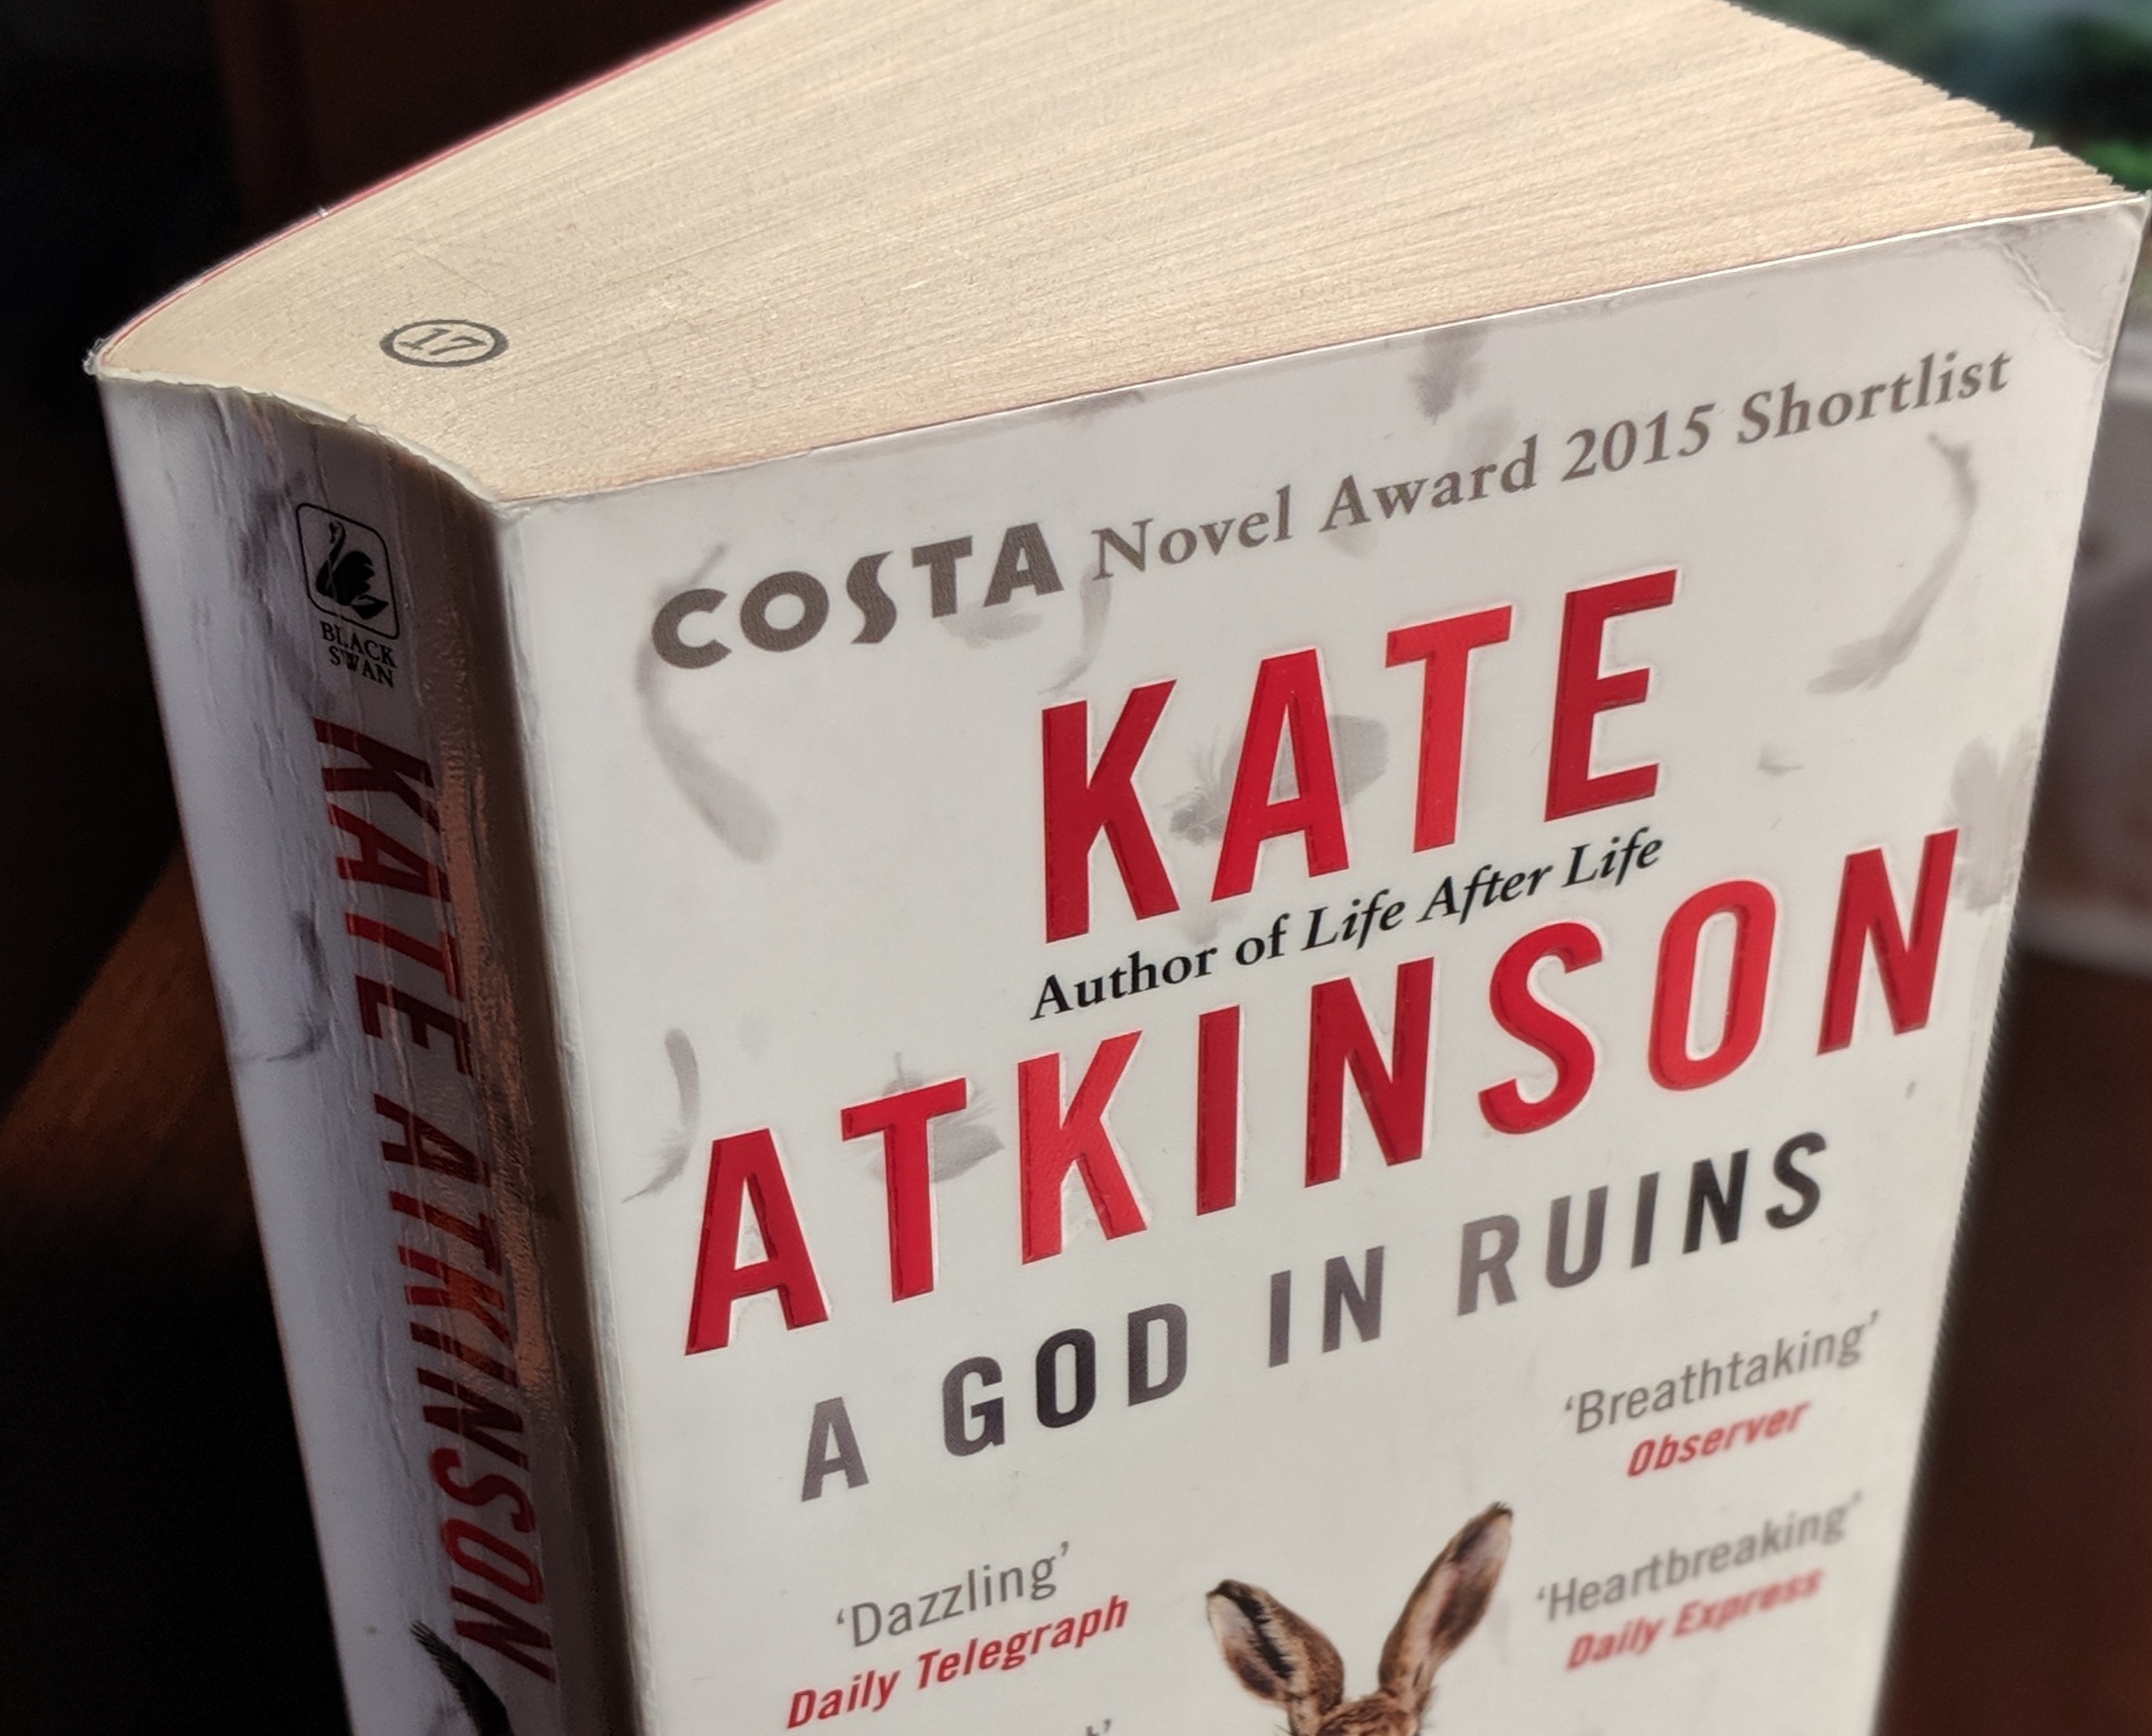 17
BLACK
SWAN
KATE ATKINSON
COSTA Novel Award 2015 Shortlist
KATE
Author of Life After Life
ATKINSON
A GOD IN RUINS
‘Breathtaking’
Observer
‘Dazzling’
Daily Telegraph
‘Heartbreaking’
Daily Express